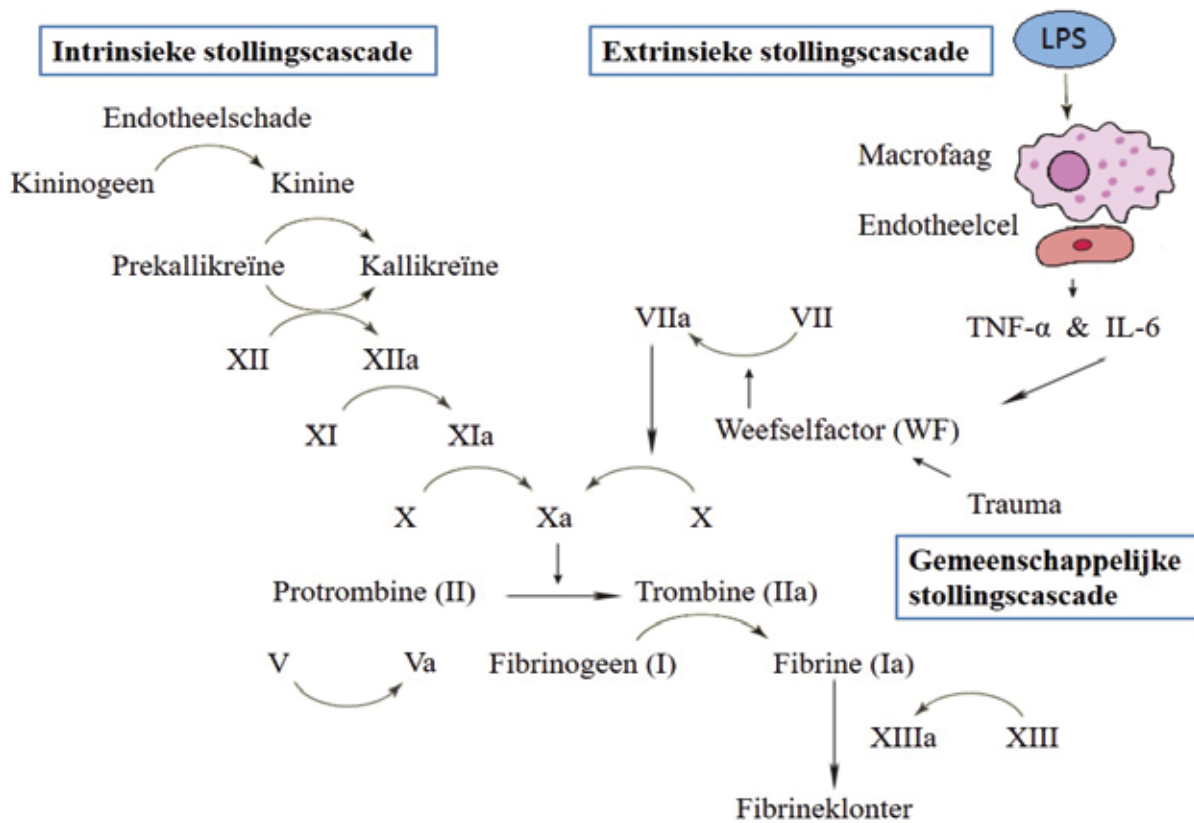 Intrinsieke stollingscascade
Extrinsieke stollingscascade
LPS
Endotheelschade
Macrofaag
Kininogeen
Kinine
Endotheelcel
Prekallikreïne
Kallikreïne
VIIa
VII
TNF-α & IL-6
XII
XIIa
XI
XIa
Weefselfactor (WF)
X
Xa
X
Trauma
Gemeenschappelijke
stollingscascade
Protrombine (II)
Trombine (IIa)
V
Va
Fibrinogeen (I)
Fibrine (Ia)
XIIIa
XIII
Fibrineklonter